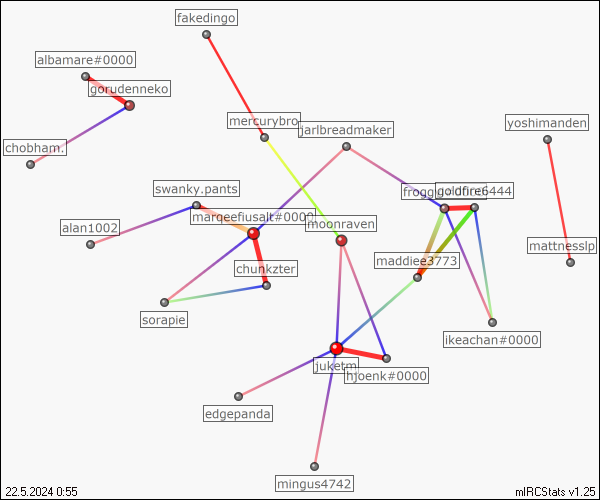 fakedingo
albamare#0000
gorudenneko
mercurybro
jarlbreadmaker
yoshimanden
chobham.
swanky.pants
goldfire6444
marqeefiusalt#0000
moonraven
alan1002
mattnesslp
maddiee3773
chunkzter
sorapie
ikeachan#0000
juketm
hjoenk#0000
edgepanda
mingus4742
22.5.2024 0:55
mIRCStats v1.25